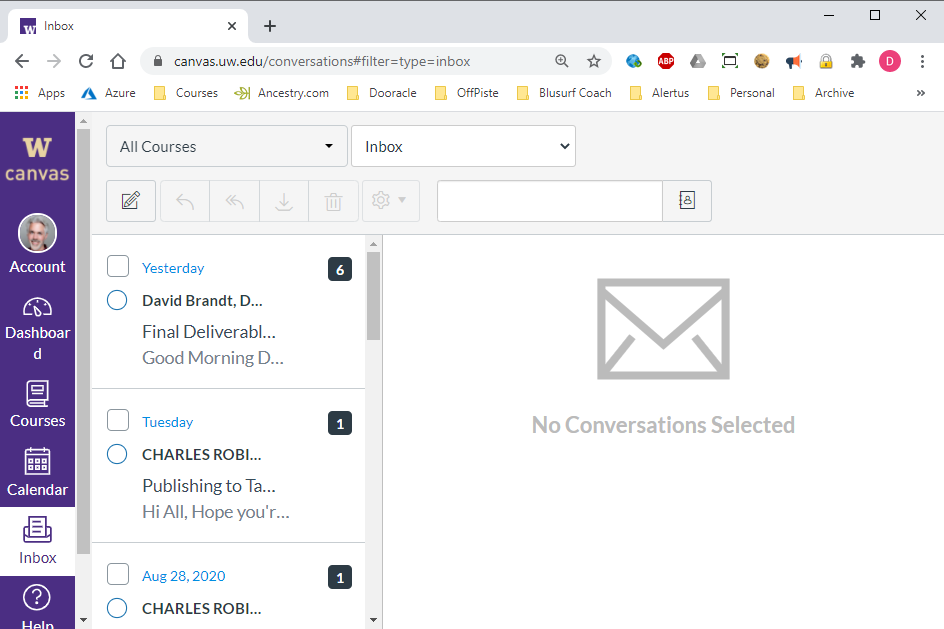 Inbox
canvas.uw.edu/conversations#filter=type=inbox
ABP
D
Apps Azure Courses Ancestry.com Dooracle OffPiste Blusurf Coach Alertus Personal Archive »
W
canvas
Account
Dashboar
d
Courses
Calendar
Inbox
Help
All Courses Inbox
Yesterday 6
David Brandt, D...
Final Deliverabl...
Good Morning D...
Tuesday 1
CHARLES ROBI...
Publishing to Ta...
Hi All, Hope you'r...
Aug 28, 2020 1
CHARLES ROBI...
No Conversations Selected